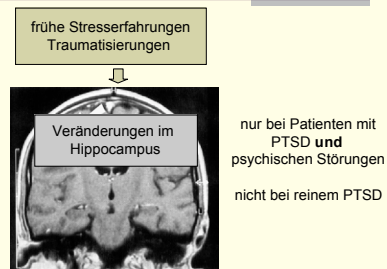 frühe Stresserfahrungen
Traumatisierungen
Veränderungen im
Hippocampus
nur bei Patienten mit
PTSD und
psychischen Störungen
nicht bei reinem PTSD